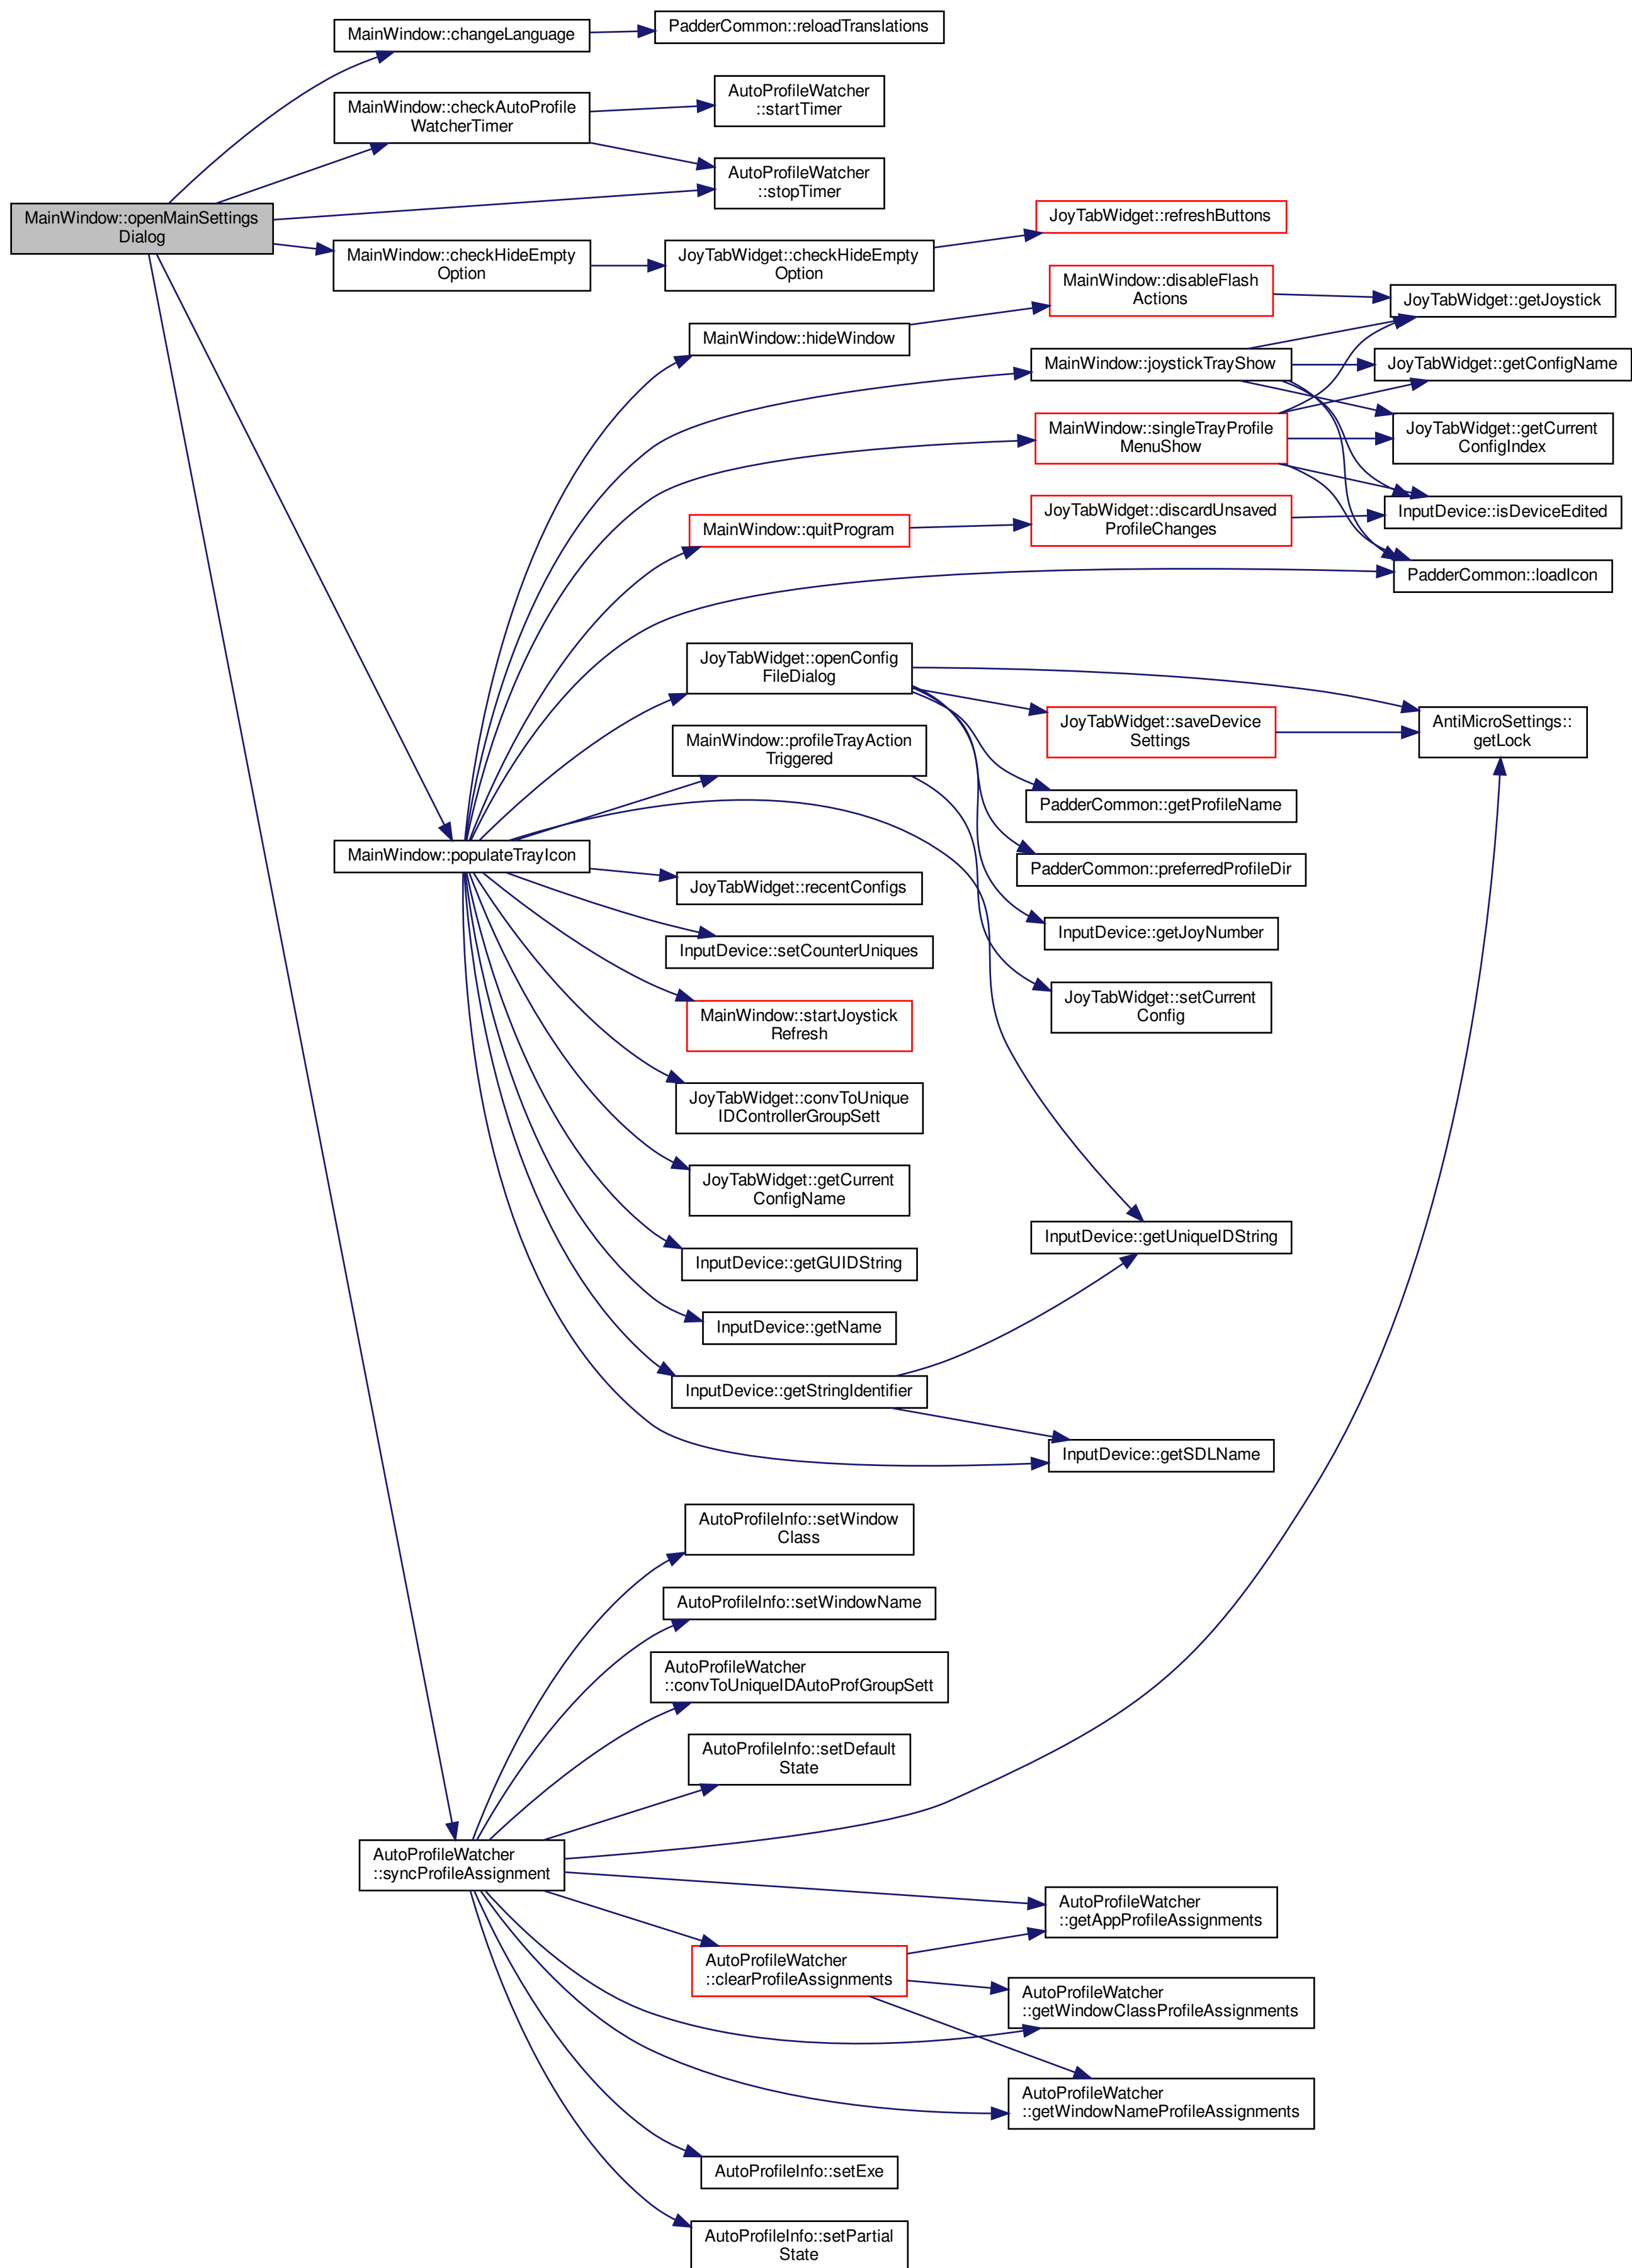 MainWindow::openMainSettings
Dialog
MainWindow::changeLanguage
PadderCommon::reloadTranslations
MainWindow::checkAutoProfile
WatcherTimer
AutoProfileWatcher
::startTimer
AutoProfileWatcher
::stopTimer
MainWindow::checkHideEmpty
Option
JoyTabWidget::checkHideEmpty
Option
JoyTabWidget::refreshButtons
MainWindow::hideWindow
MainWindow::disableFlash
Actions
JoyTabWidget::getJoystick
MainWindow::joystickTrayShow
JoyTabWidget::getConfigName
MainWindow::singleTrayProfile
MenuShow
JoyTabWidget::getCurrent
ConfigIndex
MainWindow::quitProgram
JoyTabWidget::discardUnsaved
ProfileChanges
InputDevice::isDeviceEdited
PadderCommon::loadIcon
JoyTabWidget::openConfig
FileDialog
JoyTabWidget::saveDevice
Settings
AntiMicroSettings::
getLock
MainWindow::profileTrayAction
Triggered
PadderCommon::getProfileName
MainWindow::populateTrayIcon
PadderCommon::preferredProfileDir
JoyTabWidget::recentConfigs
InputDevice::getJoyNumber
InputDevice::setCounterUniques
JoyTabWidget::setCurrent
Config
MainWindow::startJoystick
Refresh
JoyTabWidget::convToUnique
IDControllerGroupSett
JoyTabWidget::getCurrent
ConfigName
InputDevice::getUniqueIDString
InputDevice::getGUIDString
InputDevice::getName
InputDevice::getStringIdentifier
InputDevice::getSDLName
AutoProfileInfo::setWindow
Class
AutoProfileInfo::setWindowName
AutoProfileWatcher
::convToUniqueIDAutoProfGroupSett
AutoProfileInfo::setDefault
State
AutoProfileWatcher
::syncProfileAssignment
AutoProfileWatcher
::getAppProfileAssignments
AutoProfileWatcher
::clearProfileAssignments
AutoProfileWatcher
::getWindowClassProfileAssignments
AutoProfileWatcher
::getWindowNameProfileAssignments
AutoProfileInfo::setExe
AutoProfileInfo::setPartial
State